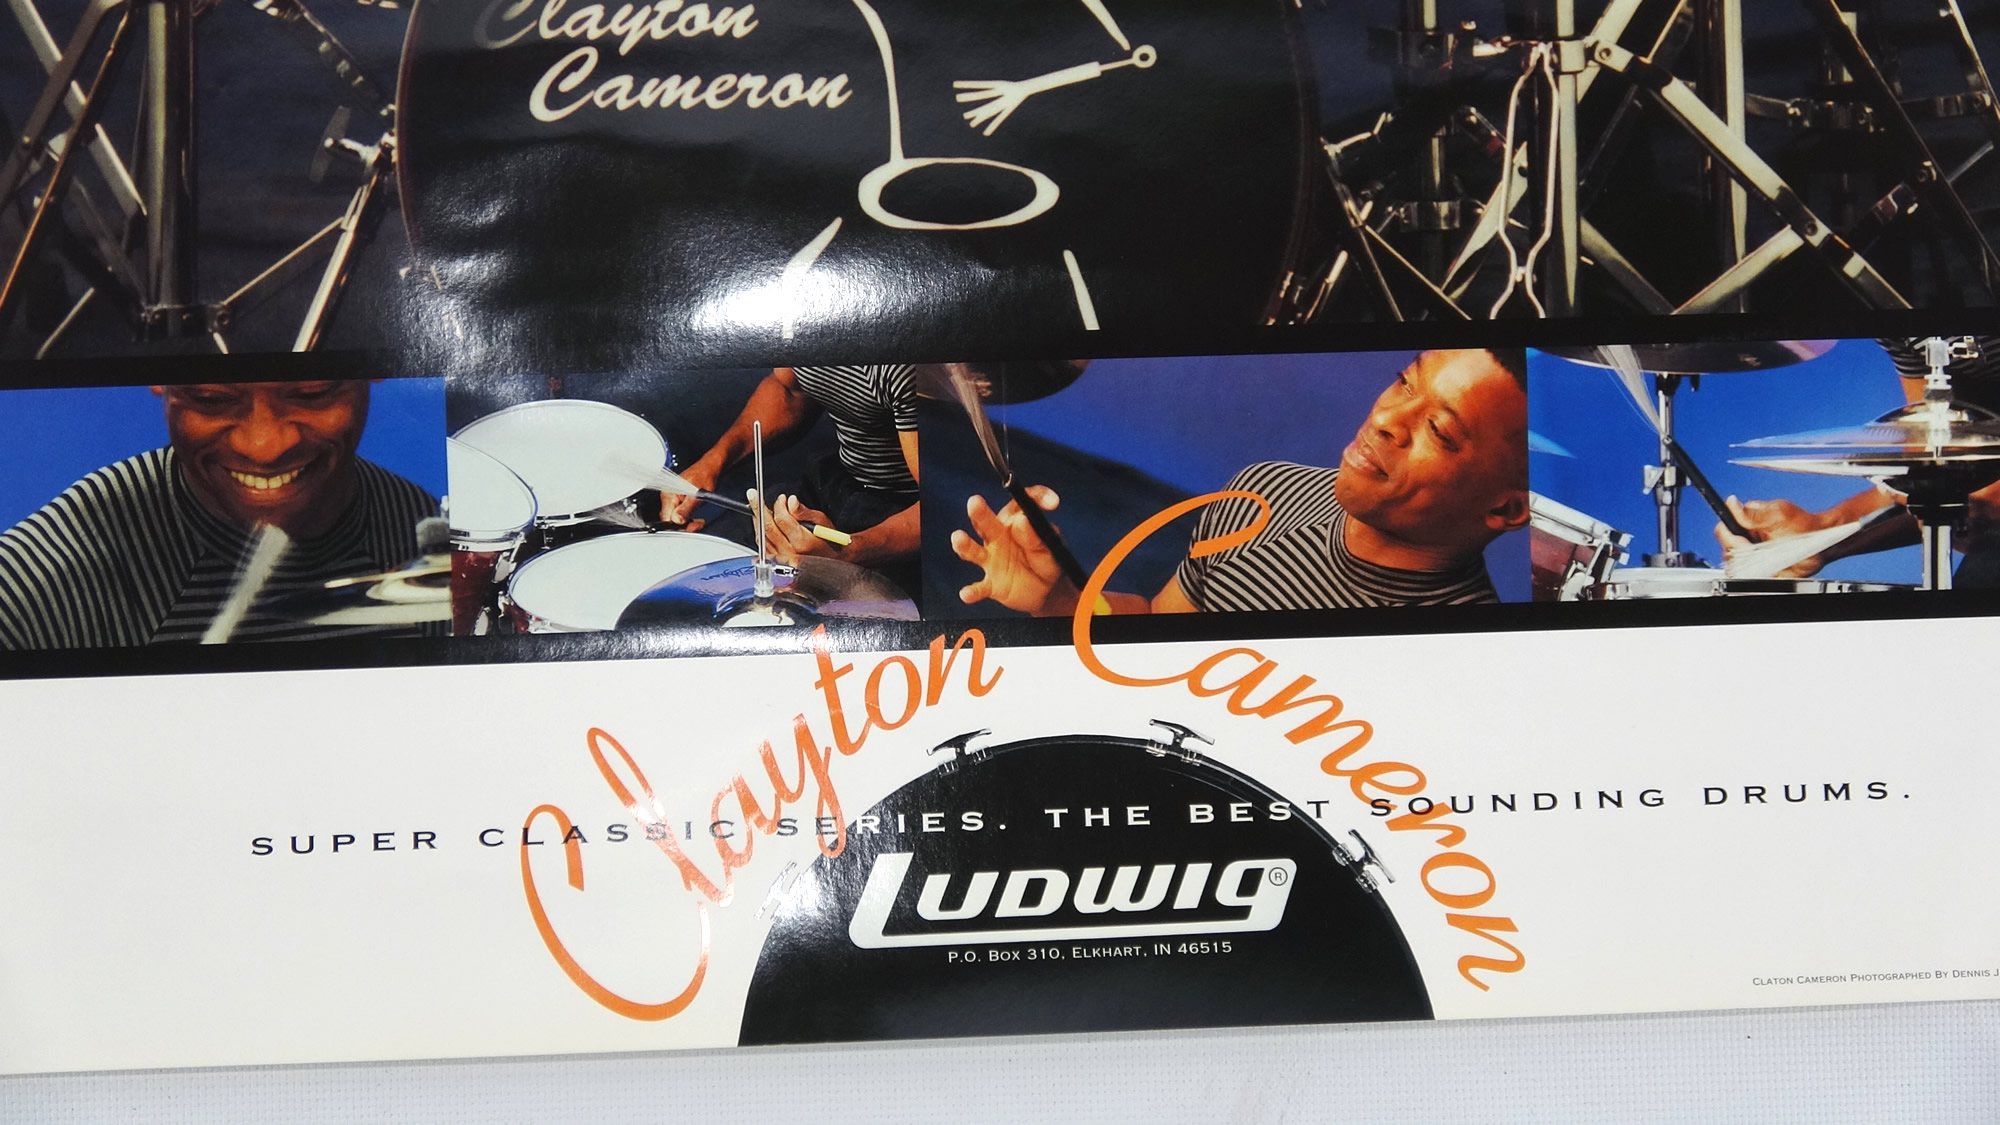 Clayton
Cameron
Clayton Cameron
SUPER CLASSIC SERIES. THE BEST SOUNDING DRUMS.
LUDWIG®
P.O. BOX 310, ELKHART, IN 46515
CLATON CAMERON PHOTOGRAPHED BY DENNIS J